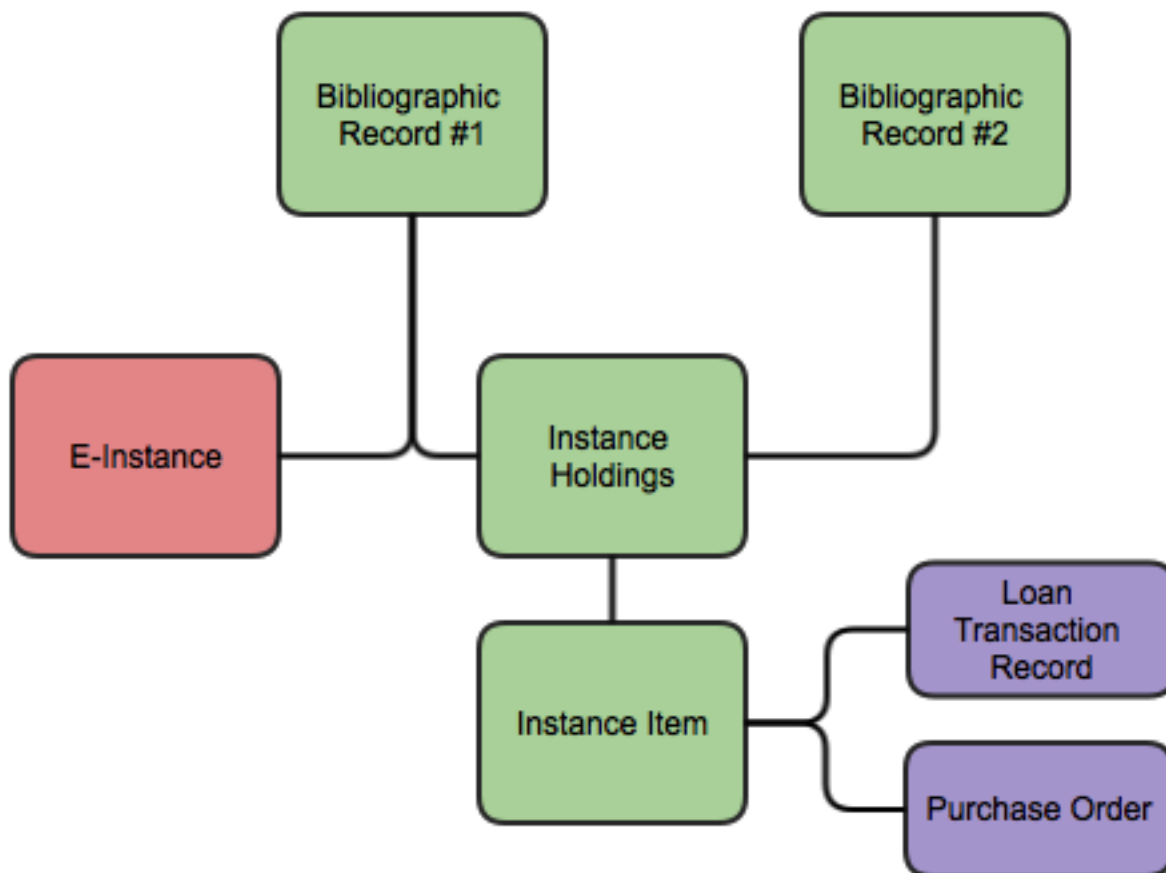 Bibliographic
Record #1
Bibliographic
Record #2
E-Instance
Instance
Holdings
Loan
Transaction
Record
Instance Item
Purchase Order